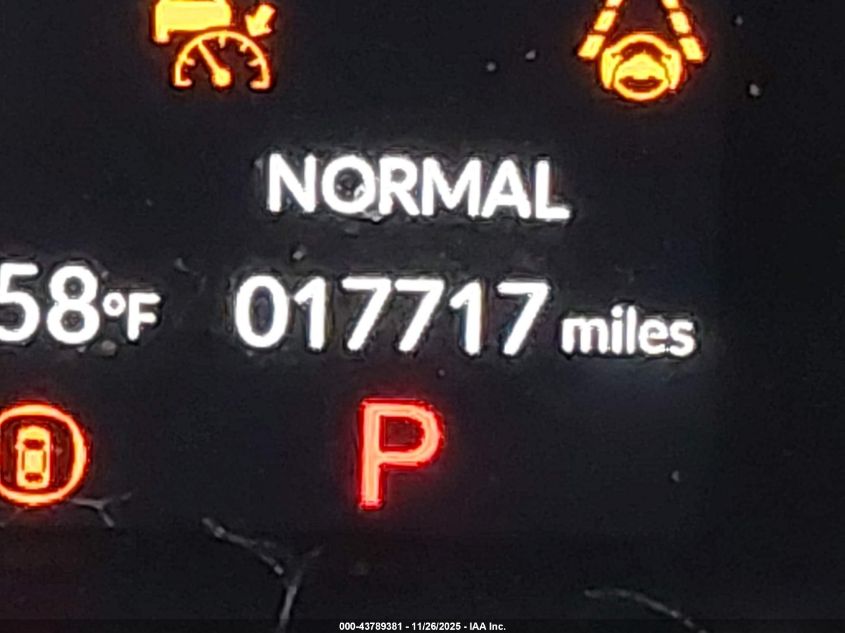 NORMAL
58°F 017717 miles
P
000-43789381 - 11/26/2025 - IAA Inc.